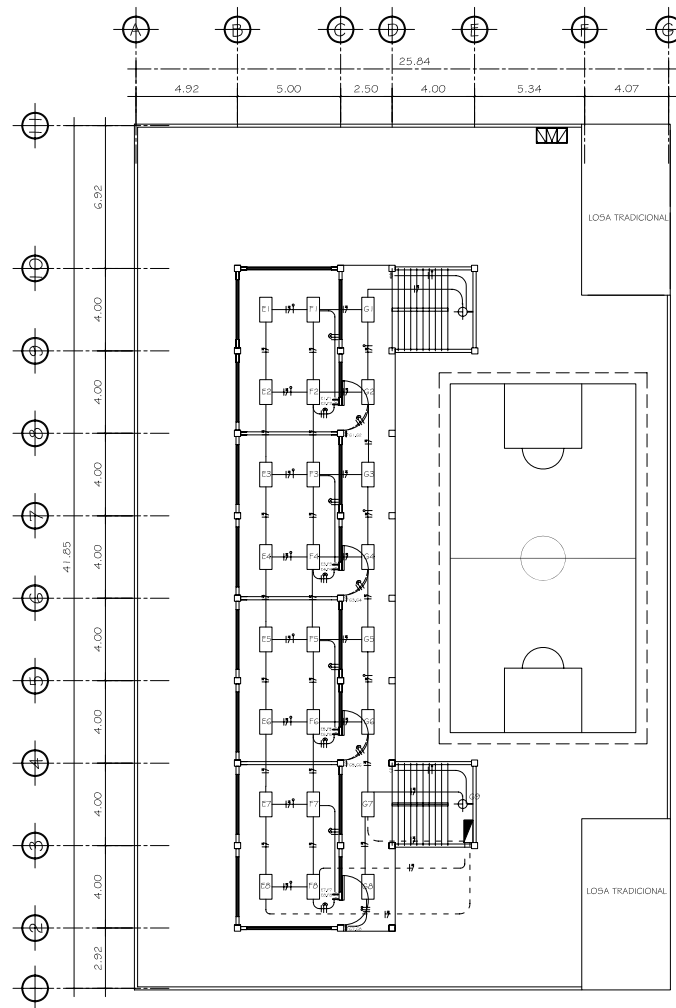 A B C D E F G
25.84
4.92 5.00 2.50 4.00 5.34 4.07
11
6.92
LOSA TRADICIONAL
10
4.00
E1 F1 G1
9
4.00
E2 F2 G2
8
4.00
E3 F3 G3
7
41.85
4.00
E4 F4 G4
6
4.00
E5 F5 G5
5
4.00
E6 F6 G6
4
4.00
E7 F7 G7 G9
3
4.00
E8 F8 G8
LOSA TRADICIONAL
2
2.92